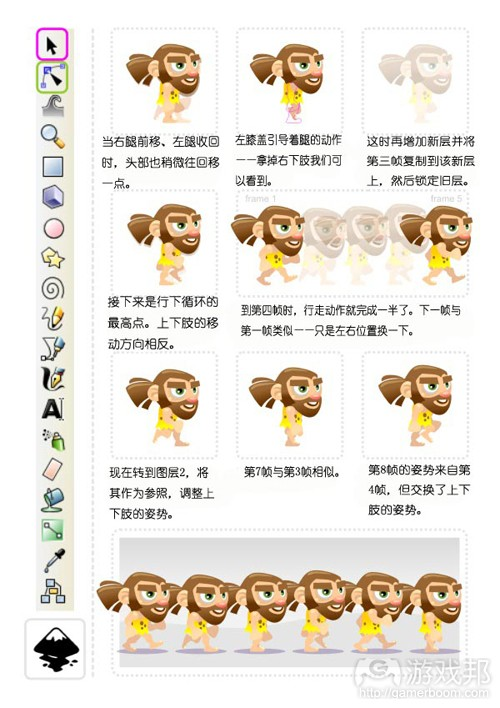 当右腿前移、左腿收回
时，头部也稍微往回移
一点。
左膝盖引导着腿的动作
一一拿掉右下肢我们可
以看到。
这时再增加新层并将
第三帧复制到该新层
上，然后锁定旧层。
frame 1
frame 5
接下来是行下循环的
最高点。上下肢的移
动方向相反。
到第四帧时，行走动作就完成一半了。下一帧与
第一帧类似一一只是左右位置换一下。
现在转到图层2，将
其作为参照，调整上
下肢的姿势。
第7帧与第3帧相似。
第8帧的姿势来自第
4帧，但交换了上下
肢的姿势。
游戏邦
http://gamerboom.com